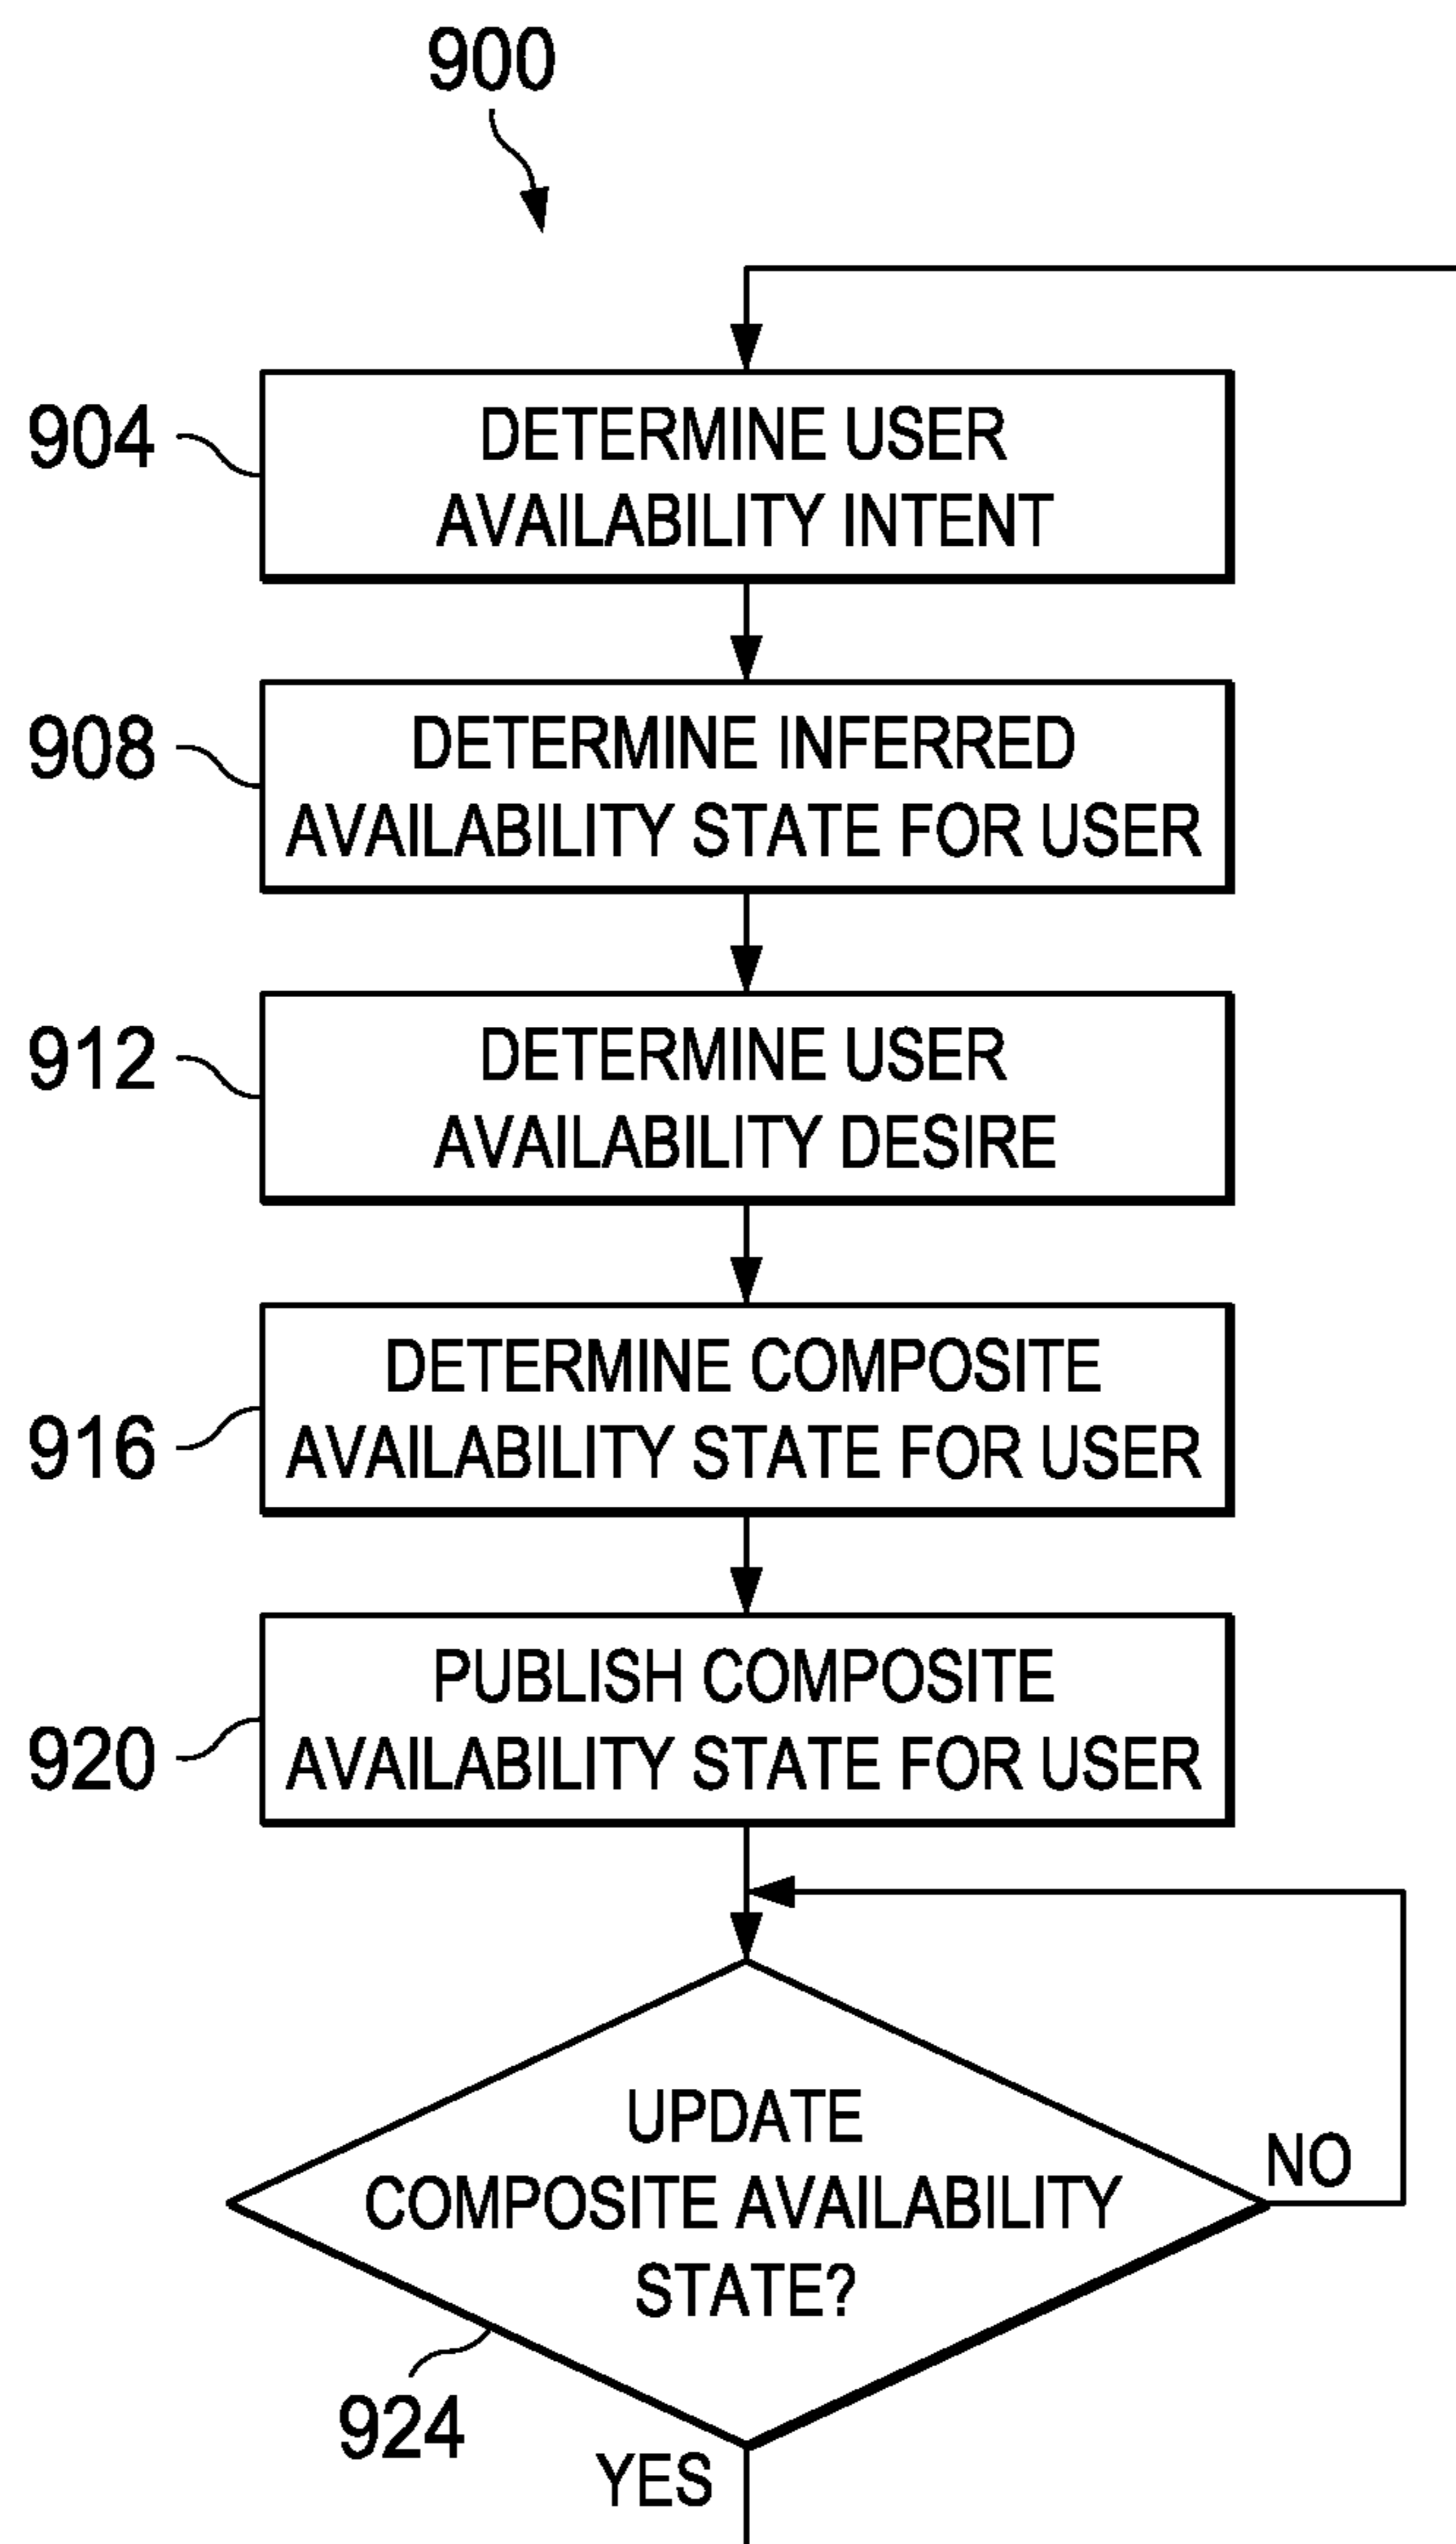 900
904
DETERMINE USER
AVAILABILITY INTENT
908
DETERMINE INFERRED
AVAILABILITY STATE FOR USER
912
DETERMINE USER
AVAILABILITY DESIRE
916
DETERMINE COMPOSITE
AVAILABILITY STATE FOR USER
920
PUBLISH COMPOSITE
AVAILABILITY STATE FOR USER
UPDATE
COMPOSITE AVAILABILITY
STATE?
NO
924
YES